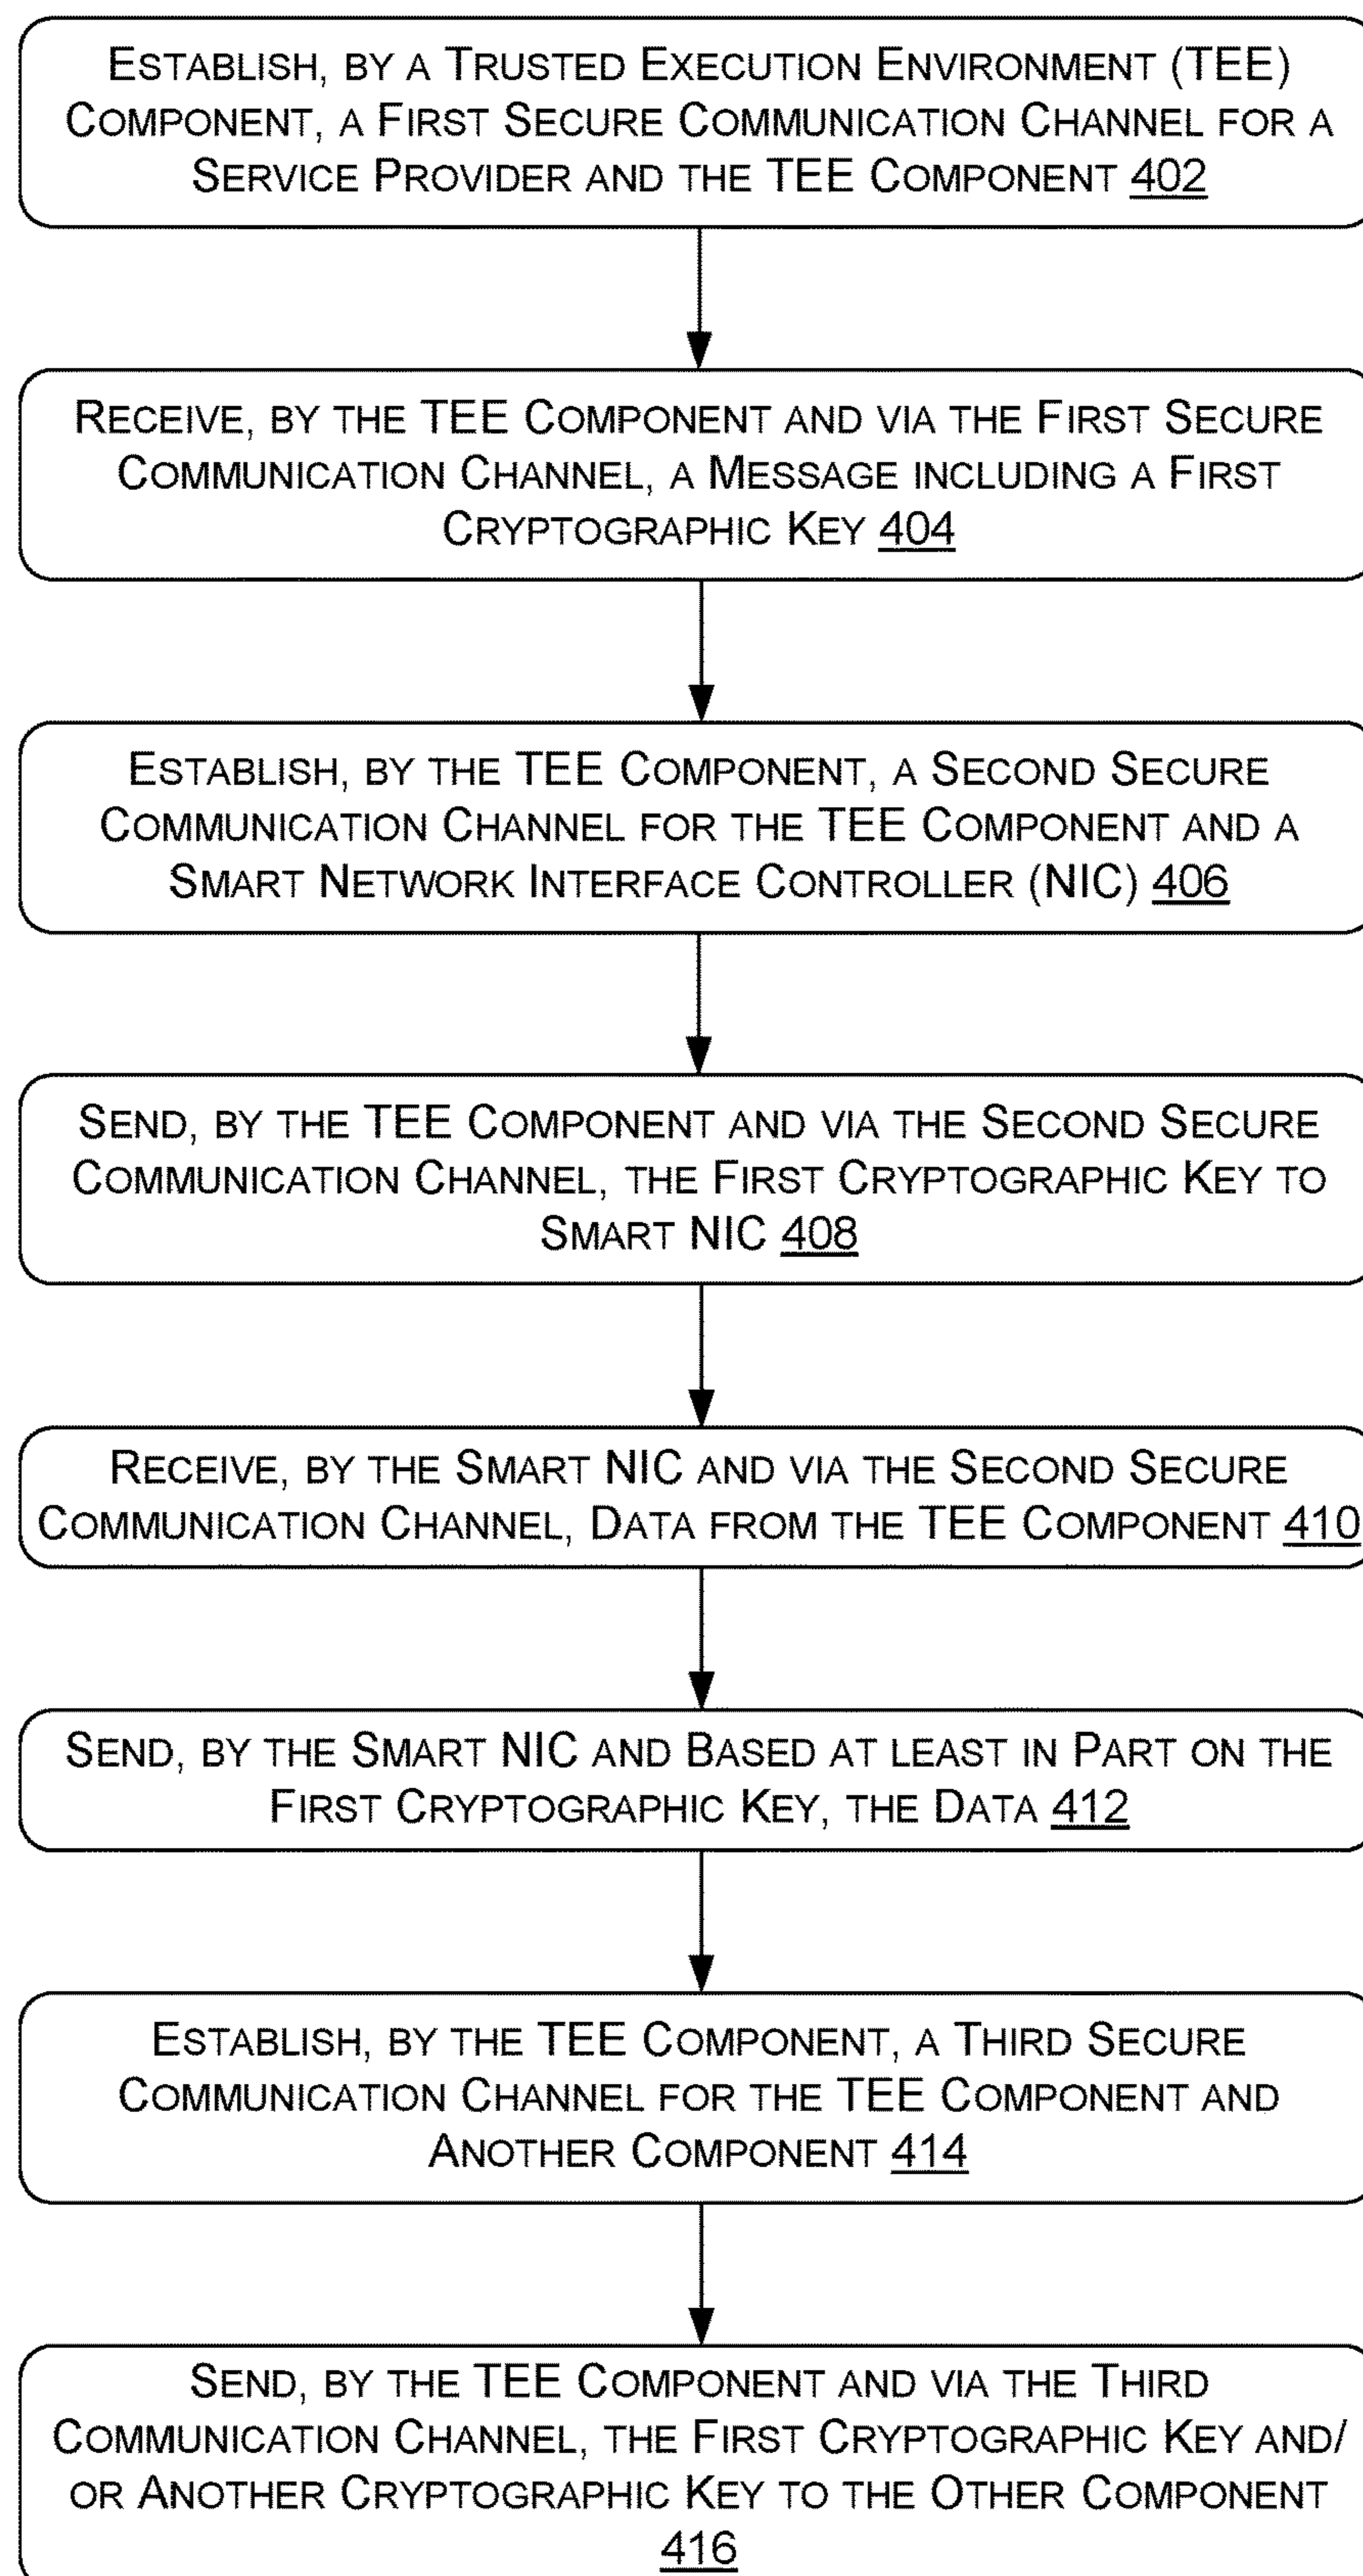 ESTABLISH, BY A TRUSTED EXECUTION ENVIRONMENT (TEE)
COMPONENT, A FIRST SECURE COMMUNICATION CHANNEL FOR A
SERVICE PROVIDER AND THE TEE COMPONENT 402
RECEIVE, BY THE TEE COMPONENT AND VIA THE FIRST SECURE
COMMUNICATION CHANNEL, A MESSAGE INCLUDING A FIRST
CRYPTOGRAPHIC KEY 404
ESTABLISH, BY THE TEE COMPONENT, A SECOND SECURE
COMMUNICATION CHANNEL FOR THE TEE COMPONENT AND A
SMART NETWORK INTERFACE CONTROLLER (NIC) 406
SEND, BY THE TEE COMPONENT AND VIA THE SECOND SECURE
COMMUNICATION CHANNEL, THE FIRST CRYPTOGRAPHIC KEY TO
SMART NIC 408
RECEIVE, BY THE SMART NIC AND VIA THE SECOND SECURE
COMMUNICATION CHANNEL, DATA FROM THE TEE COMPONENT 410
SEND, BY THE SMART NIC AND BASED AT LEAST IN PART ON THE
FIRST CRYPTOGRAPHIC KEY, THE DATA 412
ESTABLISH, BY THE TEE COMPONENT, A THIRD SECURE
COMMUNICATION CHANNEL FOR THE TEE COMPONENT AND
ANOTHER COMPONENT 414
SEND, BY THE TEE COMPONENT AND VIA THE THIRD
COMMUNICATION CHANNEL, THE FIRST CRYPTOGRAPHIC KEY AND/
OR ANOTHER CRYPTOGRAPHIC KEY TO THE OTHER COMPONENT
416